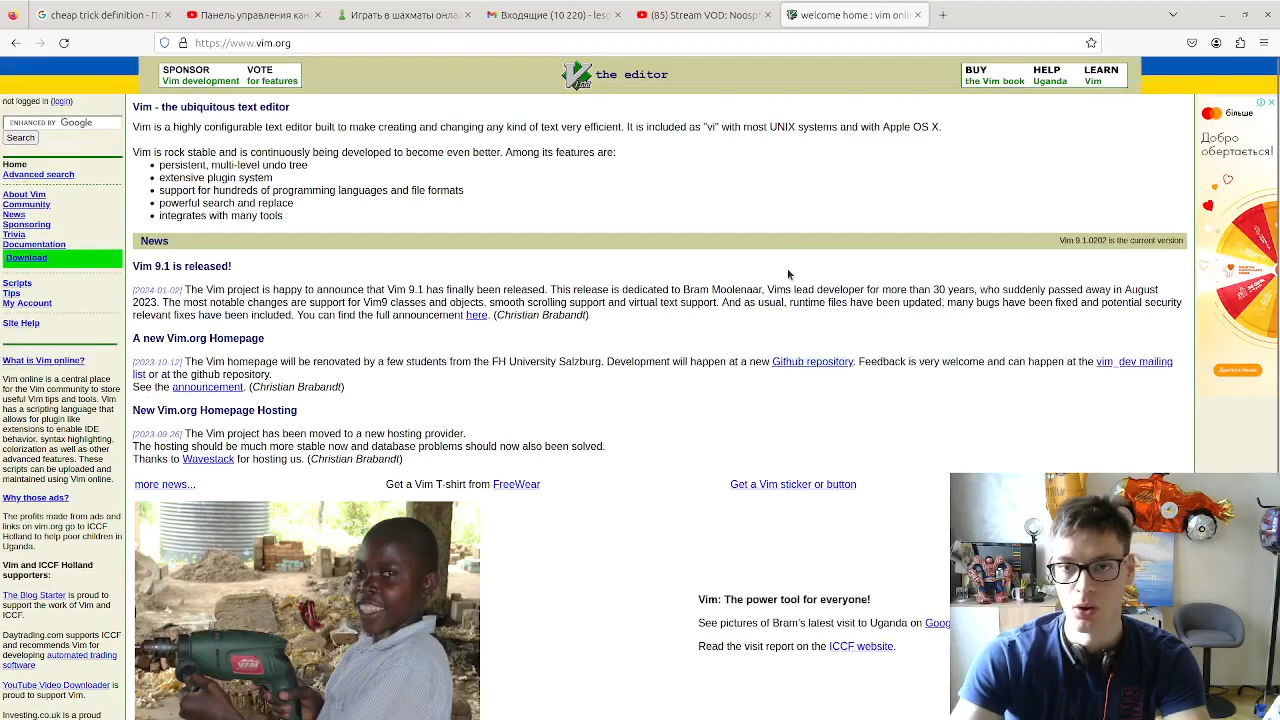 cheap trick definition - П
Панель управления кан
Играть в шахматы онла
Входящие (10 220) - leso
(85) Stream VOD: Noosph
welcome home : vim onli
https://www.vim.org
SPONSOR
Vim development
VOTE
for features
the editor
BUY
the Vim book
HELP
Uganda
LEARN
Vim
not logged in (login)
ENHANCED BY Google
Search
Home
Advanced search
About Vim
Community
News
Sponsoring
Trivia
Documentation
Download
Scripts
Tips
My Account
Site Help
What is Vim online?
Vim online is a central place
for the Vim community to store
useful Vim tips and tools. Vim
has a scripting language that
allows for plugin like
extensions to enable IDE
behavior, syntax highlighting,
colorization as well as other
advanced features. These
scripts can be uploaded and
maintained using Vim online.
Why those ads?
The profits made from ads and
links on vim.org go to ICCF
Holland to help poor children in
Uganda.
Vim and ICCF Holland
supporters:
The Blog Starter is proud to
support the work of Vim and
ICCF.
Daytrading.com supports ICCF
and recommends Vim for
developing automated trading
software
YouTube Video Downloader is
proud to support Vim.
Investing.co.uk is a proud
Vim - the ubiquitous text editor
Vim is a highly configurable text editor built to make creating and changing any kind of text very efficient. It is included as "vi" with most UNIX systems and with Apple OS X.
Vim is rock stable and is continuously being developed to become even better. Among its features are:
persistent, multi-level undo tree
extensive plugin system
support for hundreds of programming languages and file formats
powerful search and replace
integrates with many tools
News
Vim 9.1.0202 is the current version
Vim 9.1 is released!
[2024-01-02] The Vim project is happy to announce that Vim 9.1 has finally been released. This release is dedicated to Bram Moolenaar, Vims lead developer for more than 30 years, who suddenly passed away in August
2023. The most notable changes are support for Vim9 classes and objects, smooth scrolling support and virtual text support. And as usual, runtime files have been updated, many bugs have been fixed and potential security
relevant fixes have been included. You can find the full announcement here. (Christian Brabandt)
A new Vim.org Homepage
[2023-10-12] The Vim homepage will be renovated by a few students from the FH University Salzburg. Development will happen at a new Github repository. Feedback is very welcome and can happen at the vim_dev mailing
list or at the github repository.
See the announcement. (Christian Brabandt)
New Vim.org Homepage Hosting
[2023-09-26] The Vim project has been moved to a new hosting provider.
The hosting should be much more stable now and database problems should now also been solved.
Thanks to Wavestack for hosting us. (Christian Brabandt)
more news...
Get a Vim T-shirt from FreeWear
Get a Vim sticker or button
VIM
Vim: The power tool for everyone!
See pictures of Bram's latest visit to Uganda on Goog
Read the visit report on the ICCF website.
більше
Добро
обертається!